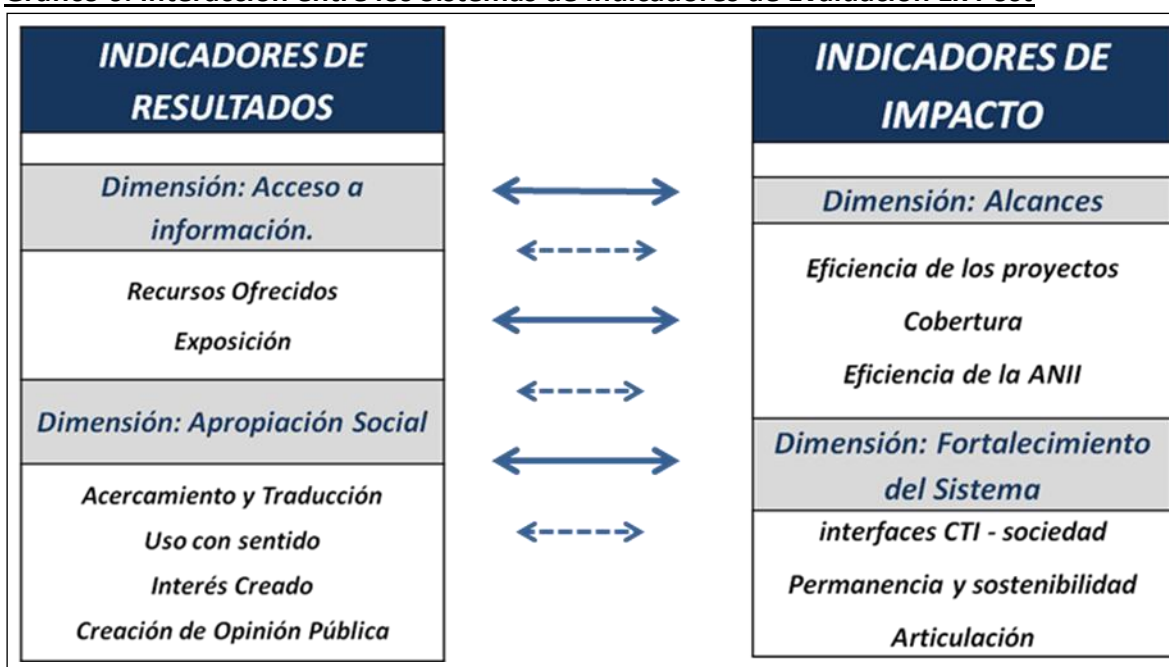 INDICADORES DE
RESULTADOS
Dimensión: Acceso a
información.
Recursos Ofrecidos
Exposición
Dimensión: Apropiación Social
Acercamiento y Traducción
Uso con sentido
Interés Creado
Creación de Opinión Pública
INDICADORES DE
IMPACTO
Dimensión: Alcances
Eficiencia de los proyectos
Cobertura
Eficiencia de la ANII
Dimensión: Fortalecimiento
del Sistema
interfaces CTI - sociedad
Permanencia y sostenibilidad
Articulación